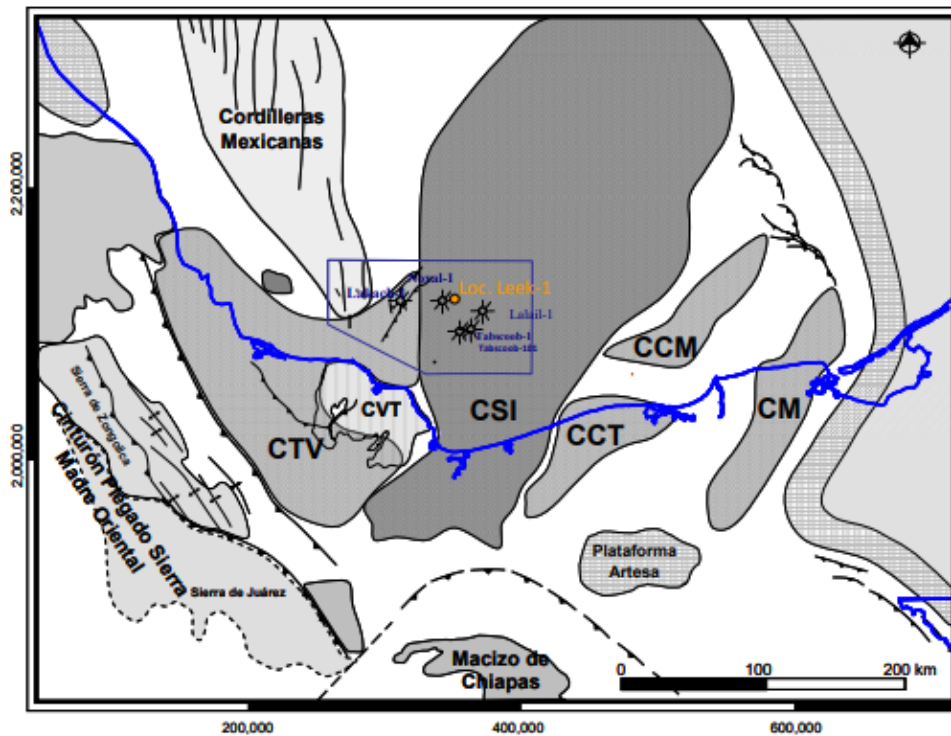 Cordilleras
Mexicanas
2,200,000
Noxal-1
Loc. Leek-1
Lalail-1
Tabscoob-1
Tabscoob-101
CCM
CVT
CSI
CM
CCT
CTV
2,000,000
Sierra de Zongolica
Cinturón Plegado Sierra
Madre Oriental
Plataforma
Artesa
Sierra de Juárez
Macizo de
Chiapas
0 100 200 km
200,000 400,000 600,000